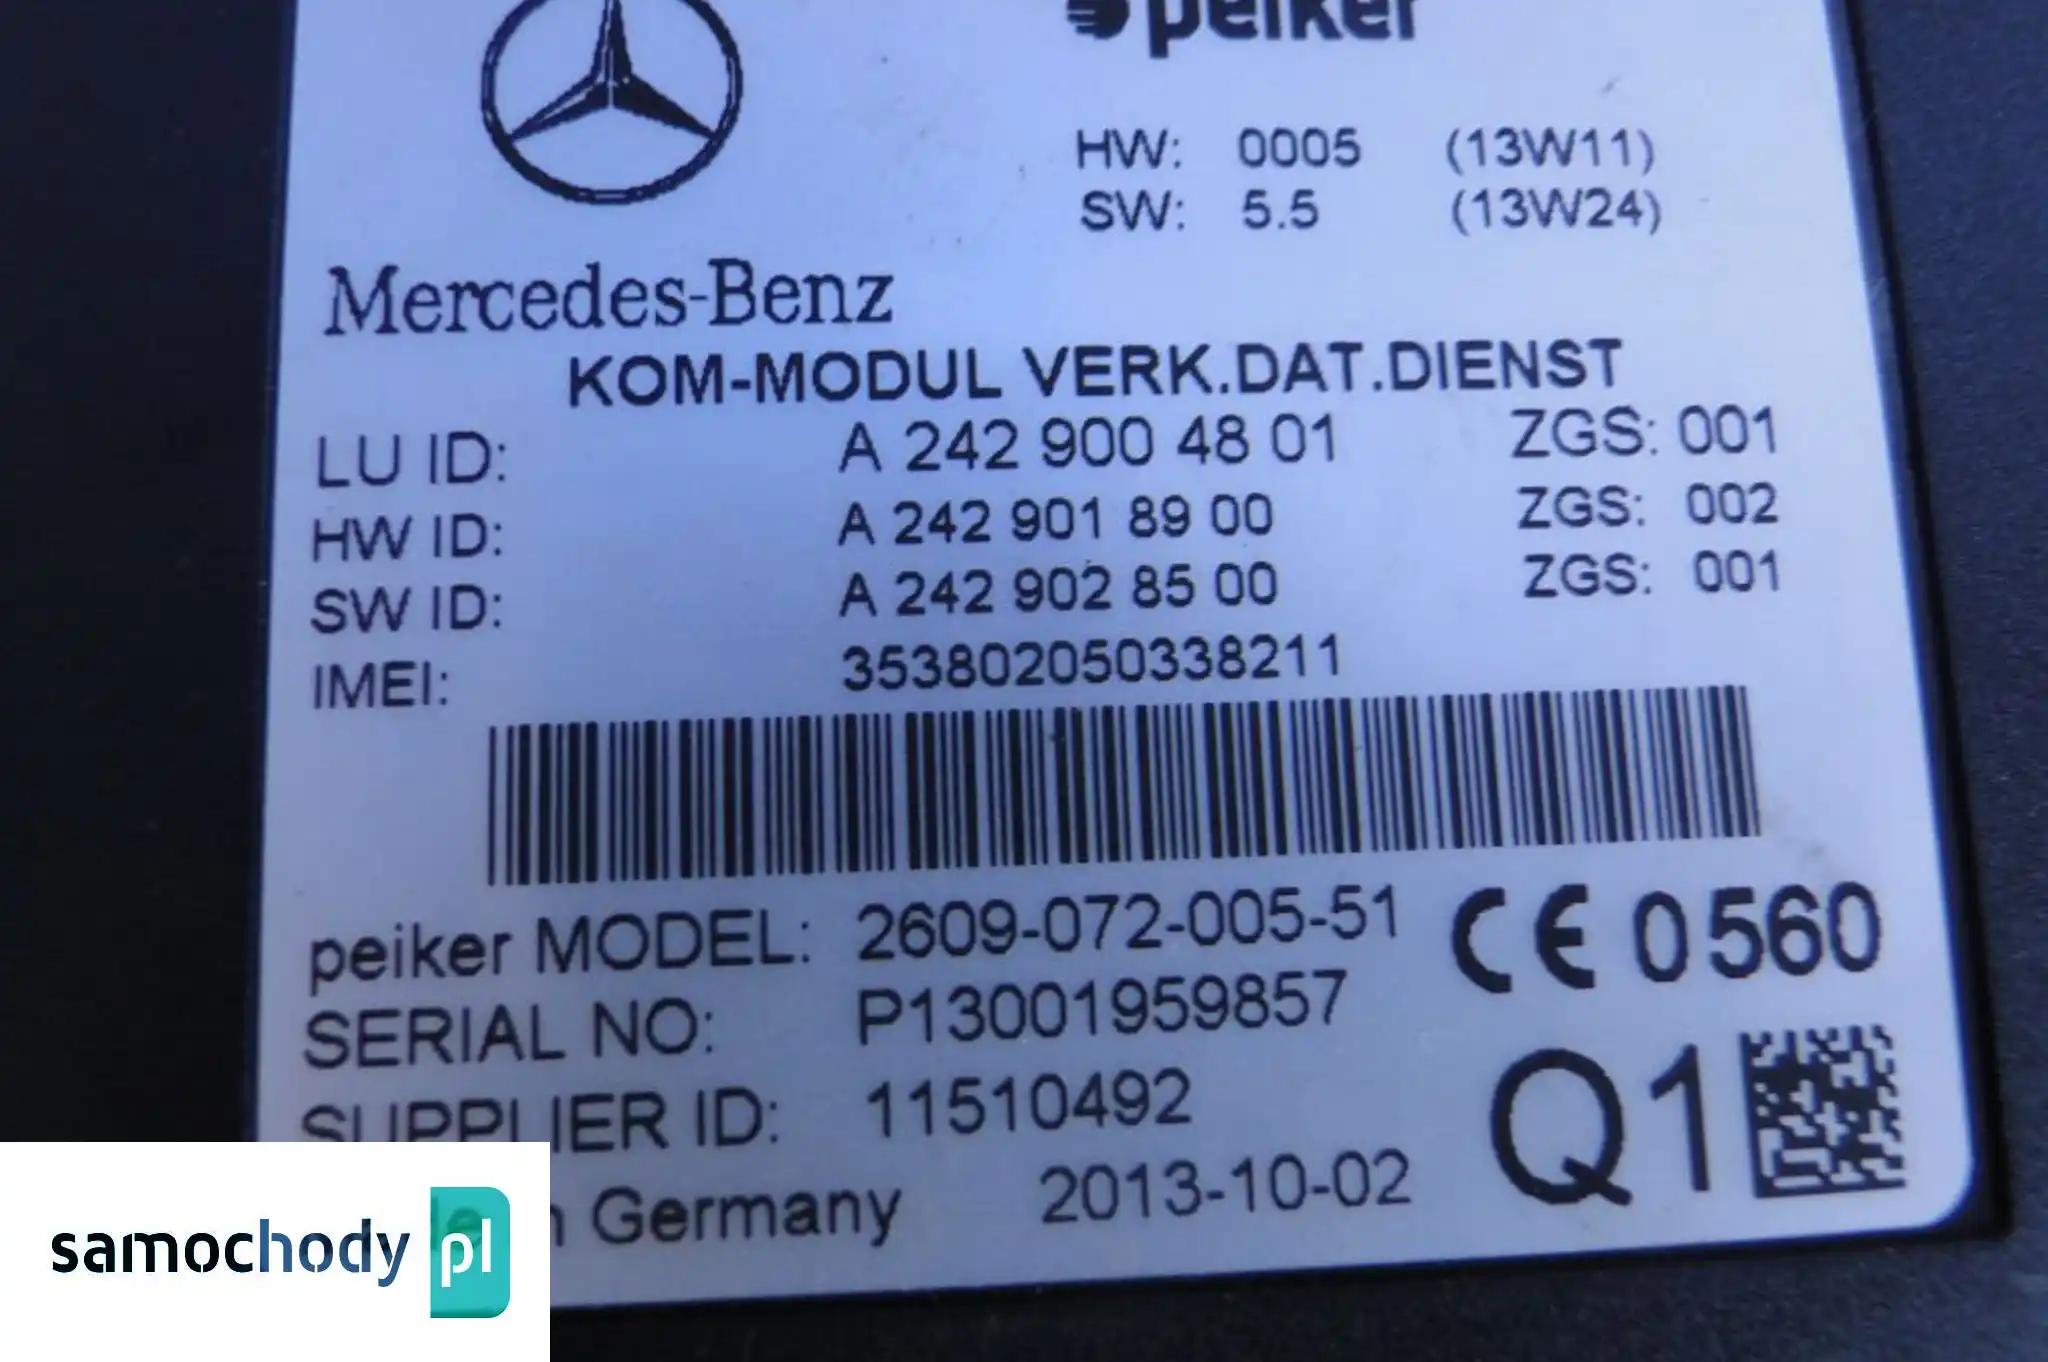 peiker
HW: 0005 (13W11)
SW: 5.5 (13W24)
Mercedes-Benz
KOM-MODUL VERK.DAT.DIENST
LU ID: A 242 900 48 01 ZGS: 001
HW ID: A 242 901 89 00 ZGS: 002
SW ID: A 242 902 85 00 ZGS: 001
IMEI: 353802050338211
peiker MODEL: 2609-072-005-51 CE 0560
SERIAL NO: P13001959857
SUPPLIER ID: 11510492 Q1
Germany 2013-10-02
samochody pl